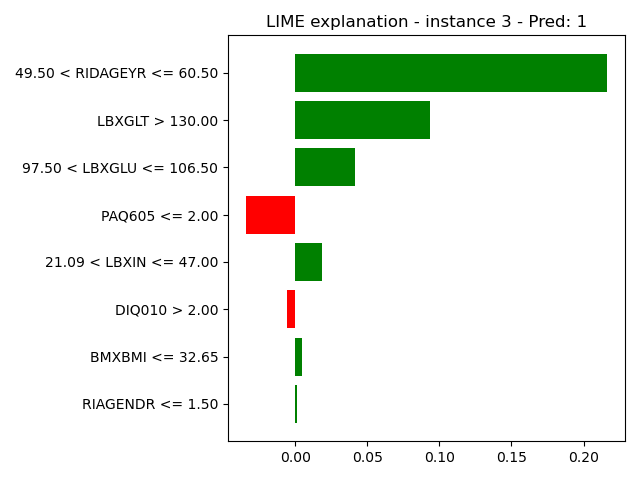 LIME explanation - instance 3 - Pred: 1
49.50 < RIDAGEYR <= 60.50
LBXGLT > 130.00
97.50 < LBXGLU <= 106.50
PAQ605 <= 2.00
21.09 < LBXIN <= 47.00
DIQ010 > 2.00
BMXBMI <= 32.65
RIAGENDR <= 1.50
0.00 0.05 0.10 0.15 0.20